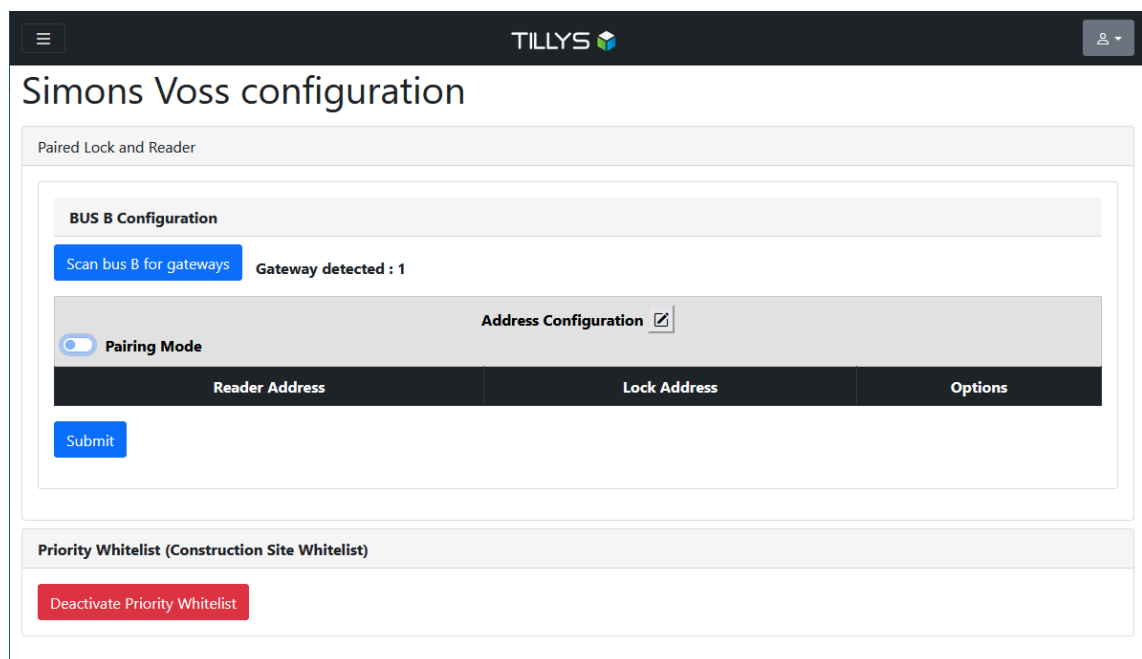 TILLYS
Simons Voss configuration
Paired Lock and Reader
BUS B Configuration
Scan bus B for gateways
Gateway detected : 1
Address Configuration
Pairing Mode
Reader Address
Lock Address
Options
Submit
Priority Whitelist (Construction Site Whitelist)
Deactivate Priority Whitelist